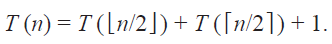 T (n) = T (⌊n/2⌋) + T (⌈n/2⌉) + 1.